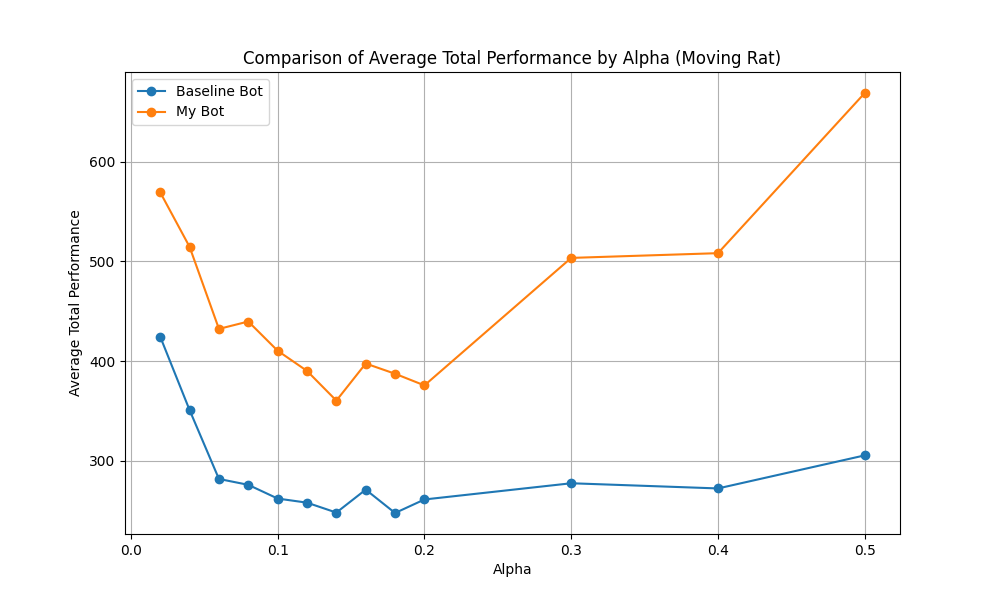 Comparison of Average Total Performance by Alpha (Moving Rat)
Baseline Bot
My Bot
Average Total Performance
600
500
400
300
0.0 0.1 0.2 0.3 0.4 0.5
Alpha